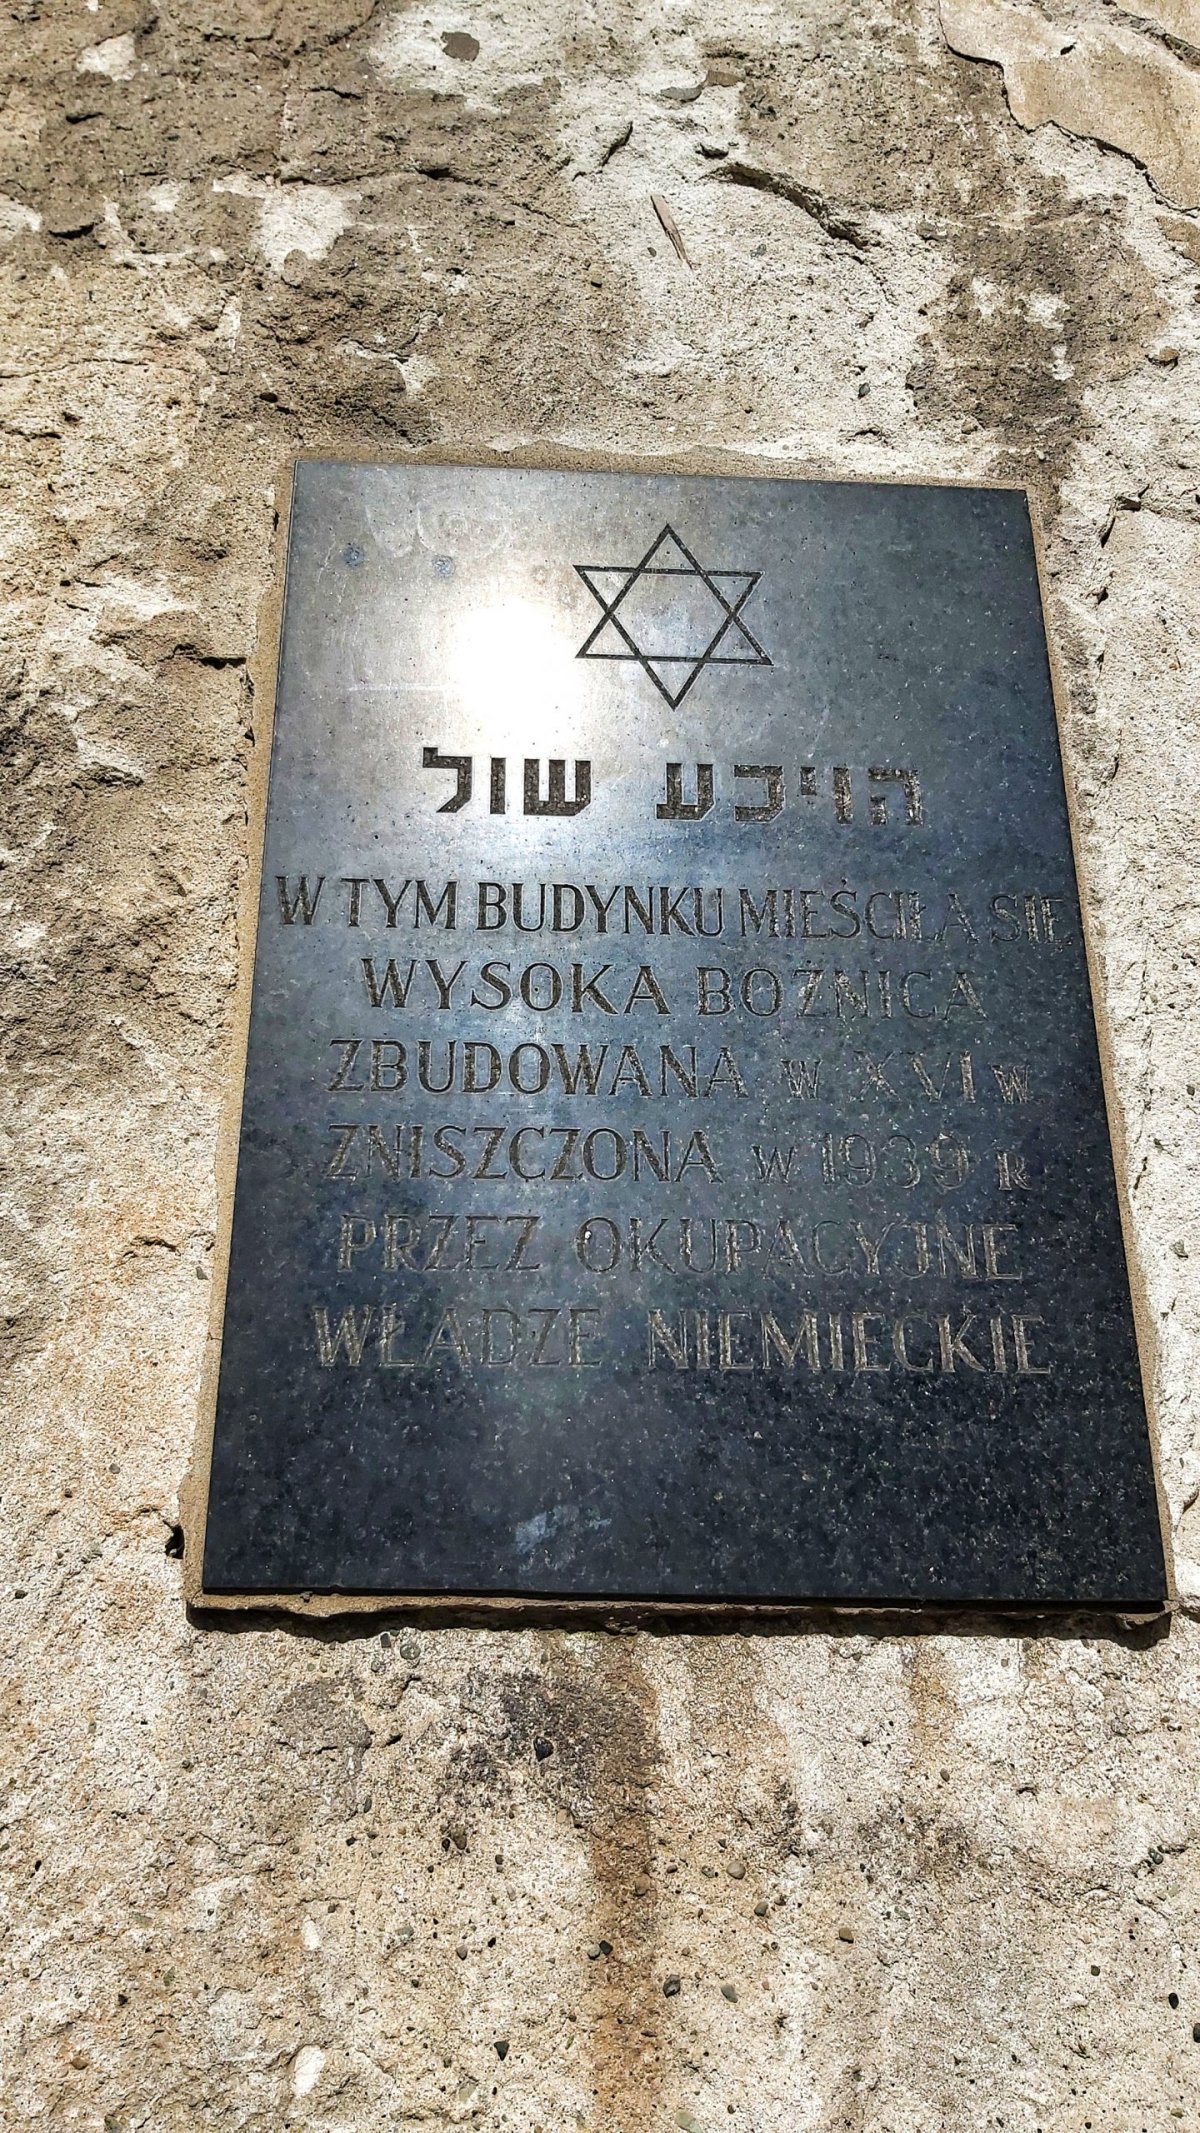 הויכע שול
W TYM BUDYNKU MIEŚCIŁA SIĘ
WYSOKA BOŻNICA
ZBUDOWANA W XVI W.
ZNISZCZONA W 1939 R
PRZEZ OKUPACYJNE
WŁADZE NIEMIECKIE